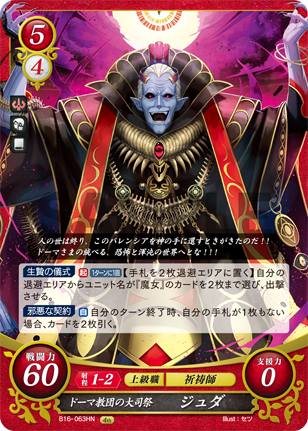 5
4
人の世は終り、このバレンシアを神の手に還すときがきたのだ！！
ドーマさまの統べる、恐怖と渾沌の世界へとな！！！
生贄の儀式 起 1ターンに1回 【手札を２枚退避エリアに置く】自分の
退避エリアからユニット名が『魔女』のカードを２枚まで選び、出撃
させる。
邪悪な契約 自 自分のターン終了時、自分の手札が１枚もない
場合、カードを２枚引く。
戦闘力
60
射程 1-2 上級職 祈祷師
支援力
0
ドーマ教団の大司祭 ジュダ
B16-063HN
Illust：セツ